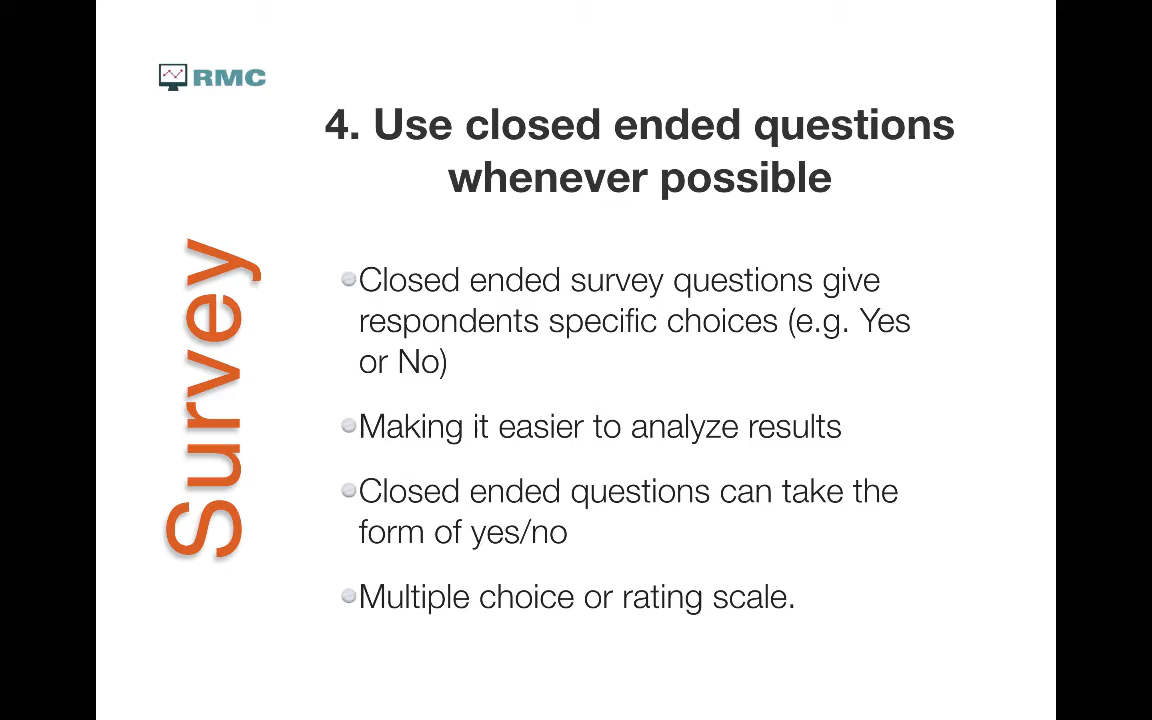 RMC
4. Use closed ended questions
whenever possible
Survey
Closed ended survey questions give
respondents specific choices (e.g. Yes
or No)
Making it easier to analyze results
Closed ended questions can take the
form of yes/no
Multiple choice or rating scale.